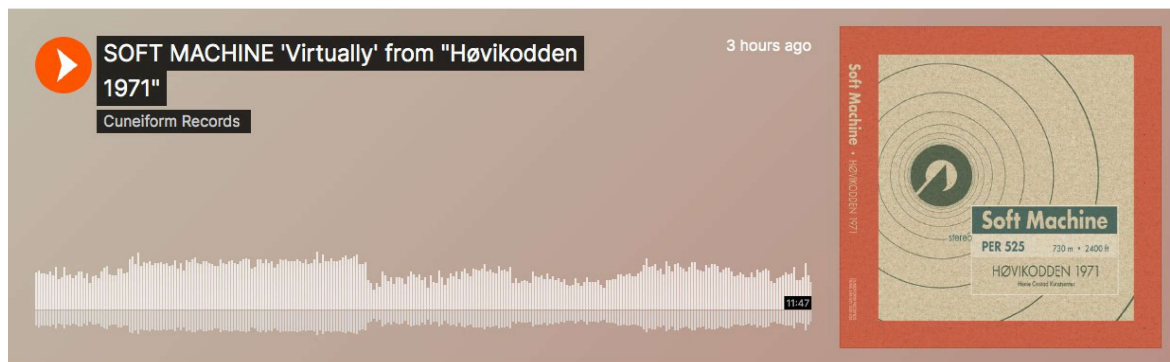 SOFT MACHINE 'Virtually' from "Høvikodden
1971"
Cuneiform Records
3 hours ago
11:47
Soft Machine • HØVIKODDEN 1971
stereo
Soft Machine
PER 525 730 m • 2400 ft
HØVIKODDEN 1971